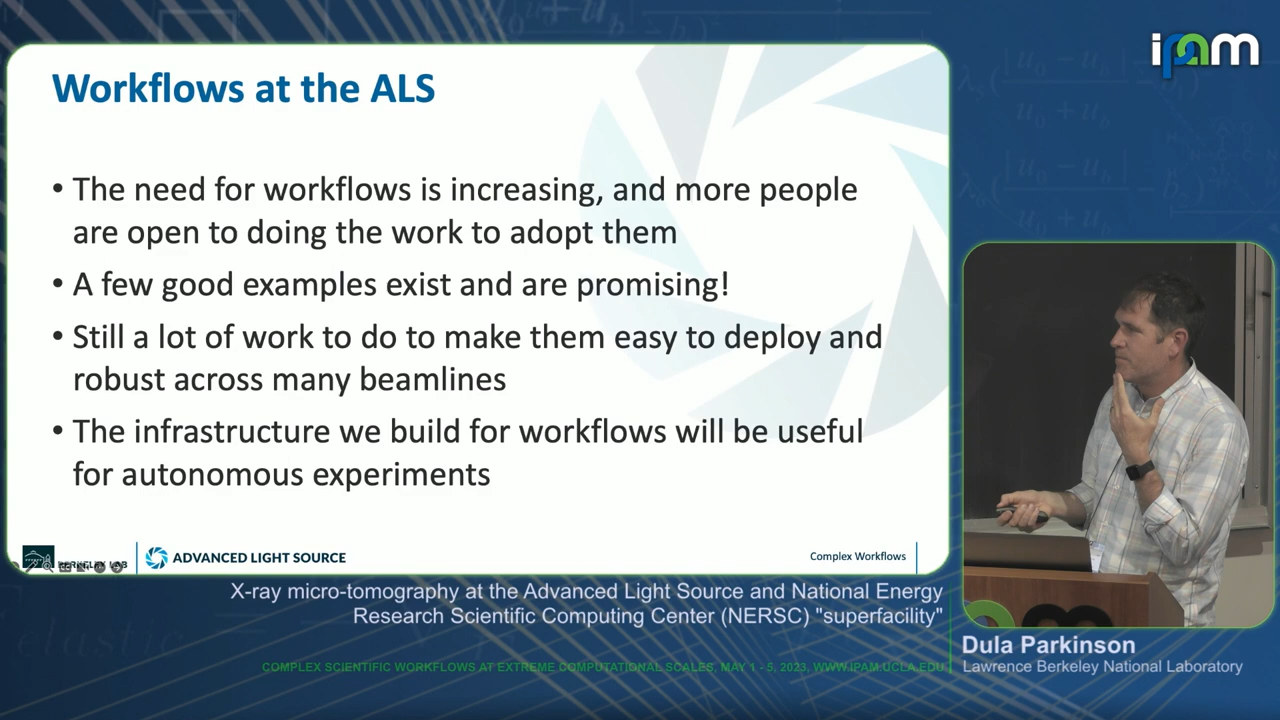 ipam
Workflows at the ALS
• The need for workflows is increasing, and more people
are open to doing the work to adopt them
• A few good examples exist and are promising!
• Still a lot of work to do to make them easy to deploy and
robust across many beamlines
• The infrastructure we build for workflows will be useful
for autonomous experiments
BERKELEY LAB
ADVANCED LIGHT SOURCE
Complex Workflows
X-ray micro-tomography at the Advanced Light Source and National Energy
Research Scientific Computing Center (NERSC) "superfacility"
Dula Parkinson
Lawrence Berkeley National Laboratory
COMPLEX SCIENTIFIC WORKFLOWS AT EXTREME COMPUTATIONAL SCALES, MAY 1 - 5, 2023, WWW.IPAM.UCLA.EDU
elastic